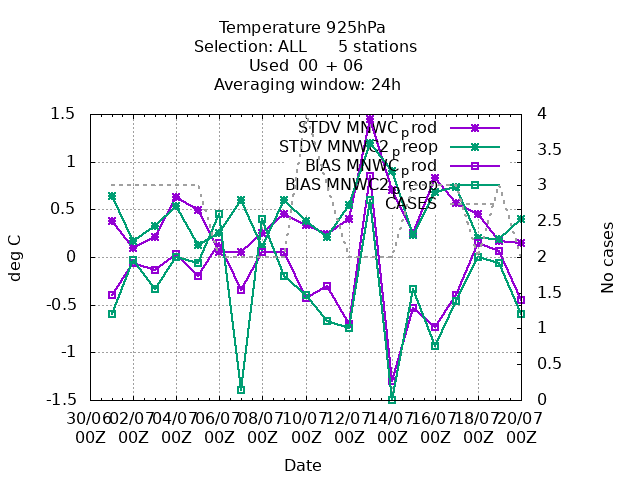 Temperature 925hPa
Selection: ALL 5 stations
Used 00 + 06
Averaging window: 24h
STDV MNWC_prod
STDV MNWC2_preop
BIAS MNWC_prod
BIAS MNWC2_preop
CASES
1.5
1
0.5
0
-0.5
-1
-1.5
deg C
4
3.5
3
2.5
2
1.5
1
0.5
0
No cases
30/06 02/07 04/07 06/07 08/07 10/07 12/07 14/07 16/07 18/07 20/07
00Z 00Z 00Z 00Z 00Z 00Z 00Z 00Z 00Z 00Z 00Z
Date